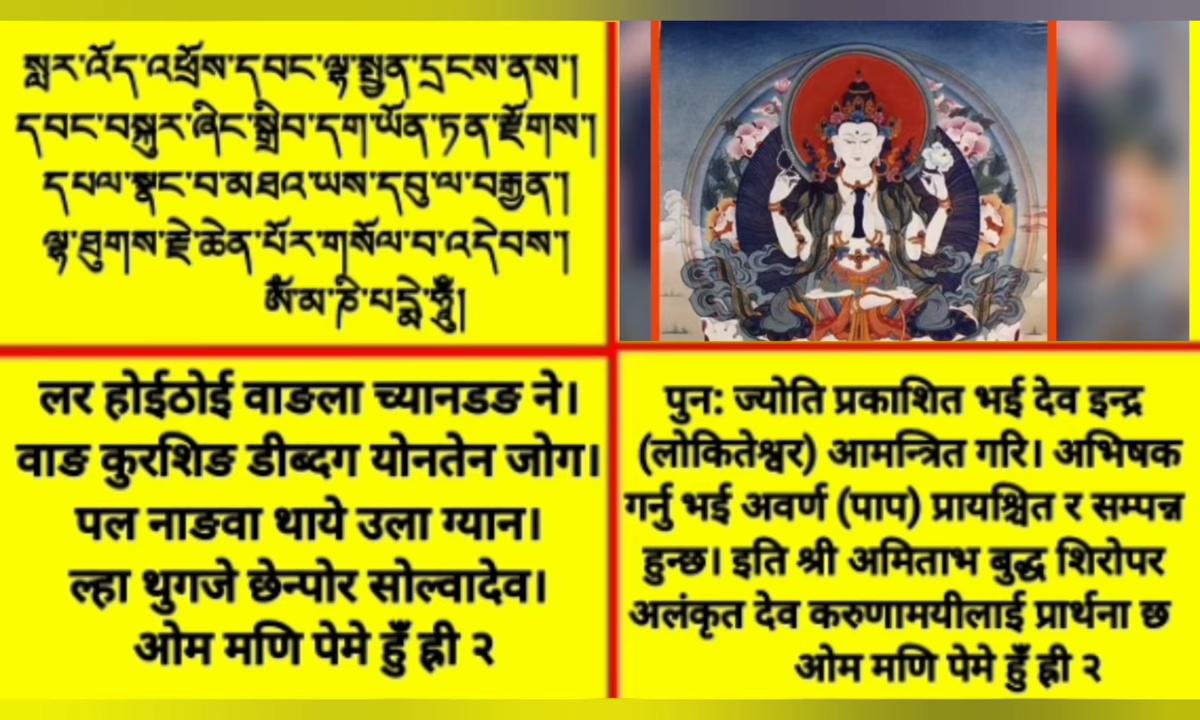 སླར་འོད་འཕྲོས་དབང་ལྷ་སྤྱན་དྲངས་ནས།
དབང་བསྐུར་ཞིང་སྒྲིབ་དག་ཡོན་ཏན་རྫོགས།
དཔལ་སྣང་བ་མཐའ་ཡས་དབུ་ལ་བརྒྱན།
ལྷ་ཐུགས་རྗེ་ཆེན་པོར་གསོལ་བ་འདེབས།
ཨོཾ་མ་ཎི་པདྨེ་ཧཱུྃ།
लर होईठोई वाङला च्यानडङ ने।
वाङ कुरशिङ डीब्दग योनतेन जोग।
पल नाङवा थाये उला ग्यान।
ल्हा थुगजे छेन्पोर सोल्वादेव।
ओम मणि पेमे हुँ ह्री २
पुन: ज्योति प्रकाशित भई देव इन्द्र
(लोकितेश्वर) आमन्त्रित गरि। अभिषक
गर्नु भई अवर्ण (पाप) प्रायश्चित र सम्पन्न
हुन्छ। इति श्री अमिताभ बुद्ध शिरोपर
अलंकृत देव करुणामयीलाई प्रार्थना छ
ओम मणि पेमे हुँ ह्री २